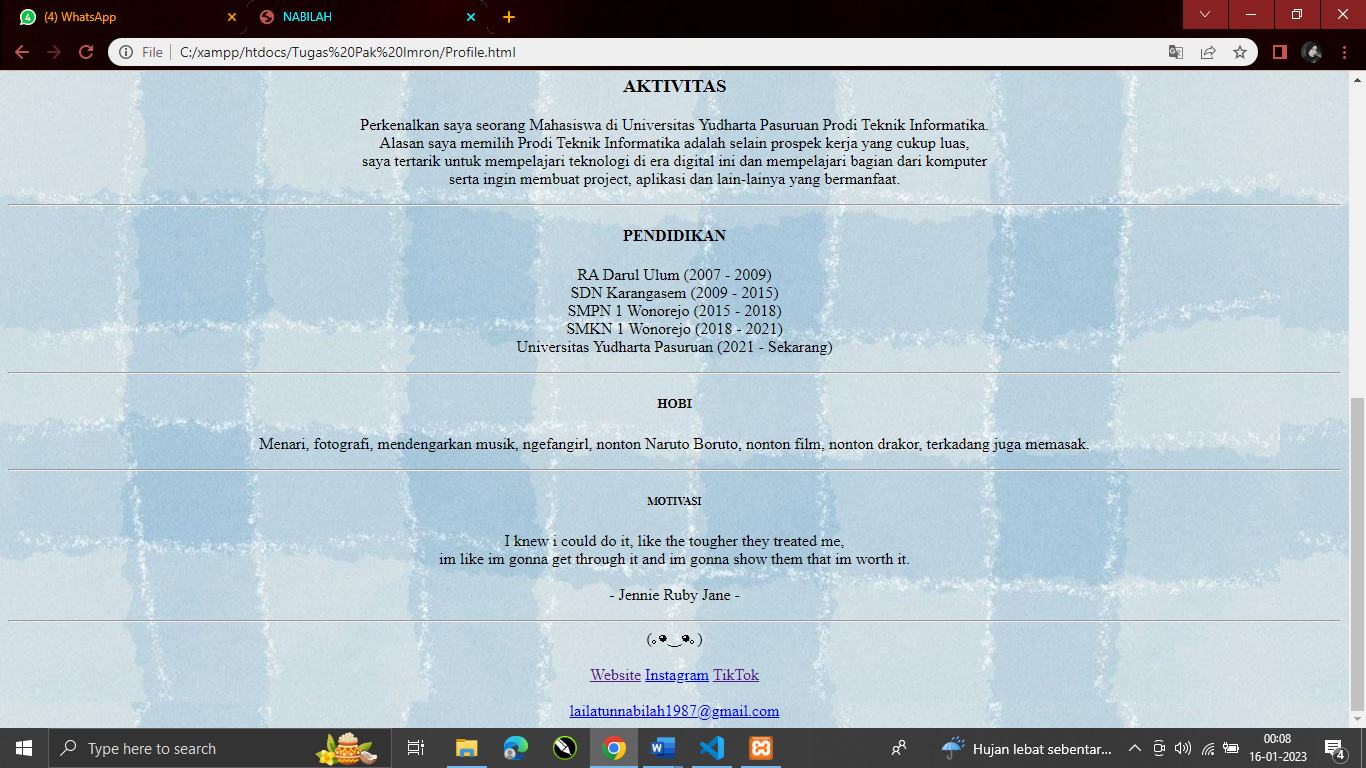 (4) WhatsApp
NABILAH
File
C:/xampp/htdocs/Tugas%20Pak%20Imron/Profile.html
AKTIVITAS
Perkenalkan saya seorang Mahasiswa di Universitas Yudharta Pasuruan Prodi Teknik Informatika.
Alasan saya memilih Prodi Teknik Informatika adalah selain prospek kerja yang cukup luas,
saya tertarik untuk mempelajari teknologi di era digital ini dan mempelajari bagian dari komputer
serta ingin membuat project, aplikasi dan lain-lainya yang bermanfaat.
PENDIDIKAN
RA Darul Ulum (2007 - 2009)
SDN Karangasem (2009 - 2015)
SMPN 1 Wonorejo (2015 - 2018)
SMKN 1 Wonorejo (2018 - 2021)
Universitas Yudharta Pasuruan (2021 - Sekarang)
HOBI
Menari, fotografi, mendengarkan musik, ngefangirl, nonton Naruto Boruto, nonton film, nonton drakor, terkadang juga memasak.
MOTIVASI
I knew i could do it, like the tougher they treated me,
im like im gonna get through it and im gonna show them that im worth it.
- Jennie Ruby Jane -
(｡◕‿◕｡)
Website Instagram TikTok
lailatunnabilah1987@gmail.com
Type here to search
Hujan lebat sebentar...
00:08
16-01-2023
4